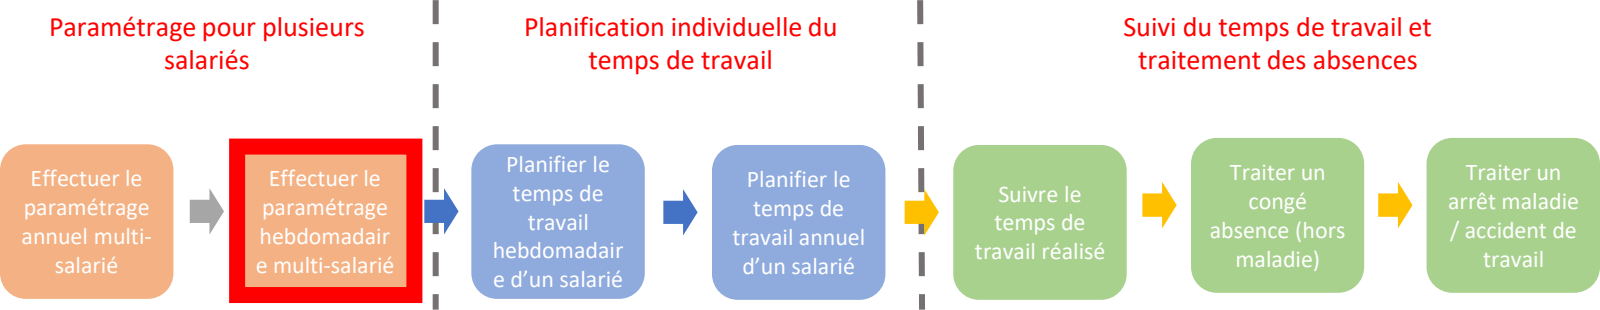 Paramétrage pour plusieurs
salariés
Planification individuelle du
temps de travail
Suivi du temps de travail et
traitement des absences
Effectuer le
paramétrage
annuel multi-
salarié
Effectuer le
paramétrage
hebdomadair
e multi-salarié
Planifier le
temps de
travail
hebdomadair
e d’un salarié
Planifier le
temps de
travail annuel
d’un salarié
Suivre le
temps de
travail réalisé
Traiter un
congé
absence (hors
maladie)
Traiter un
arrêt maladie
/ accident de
travail